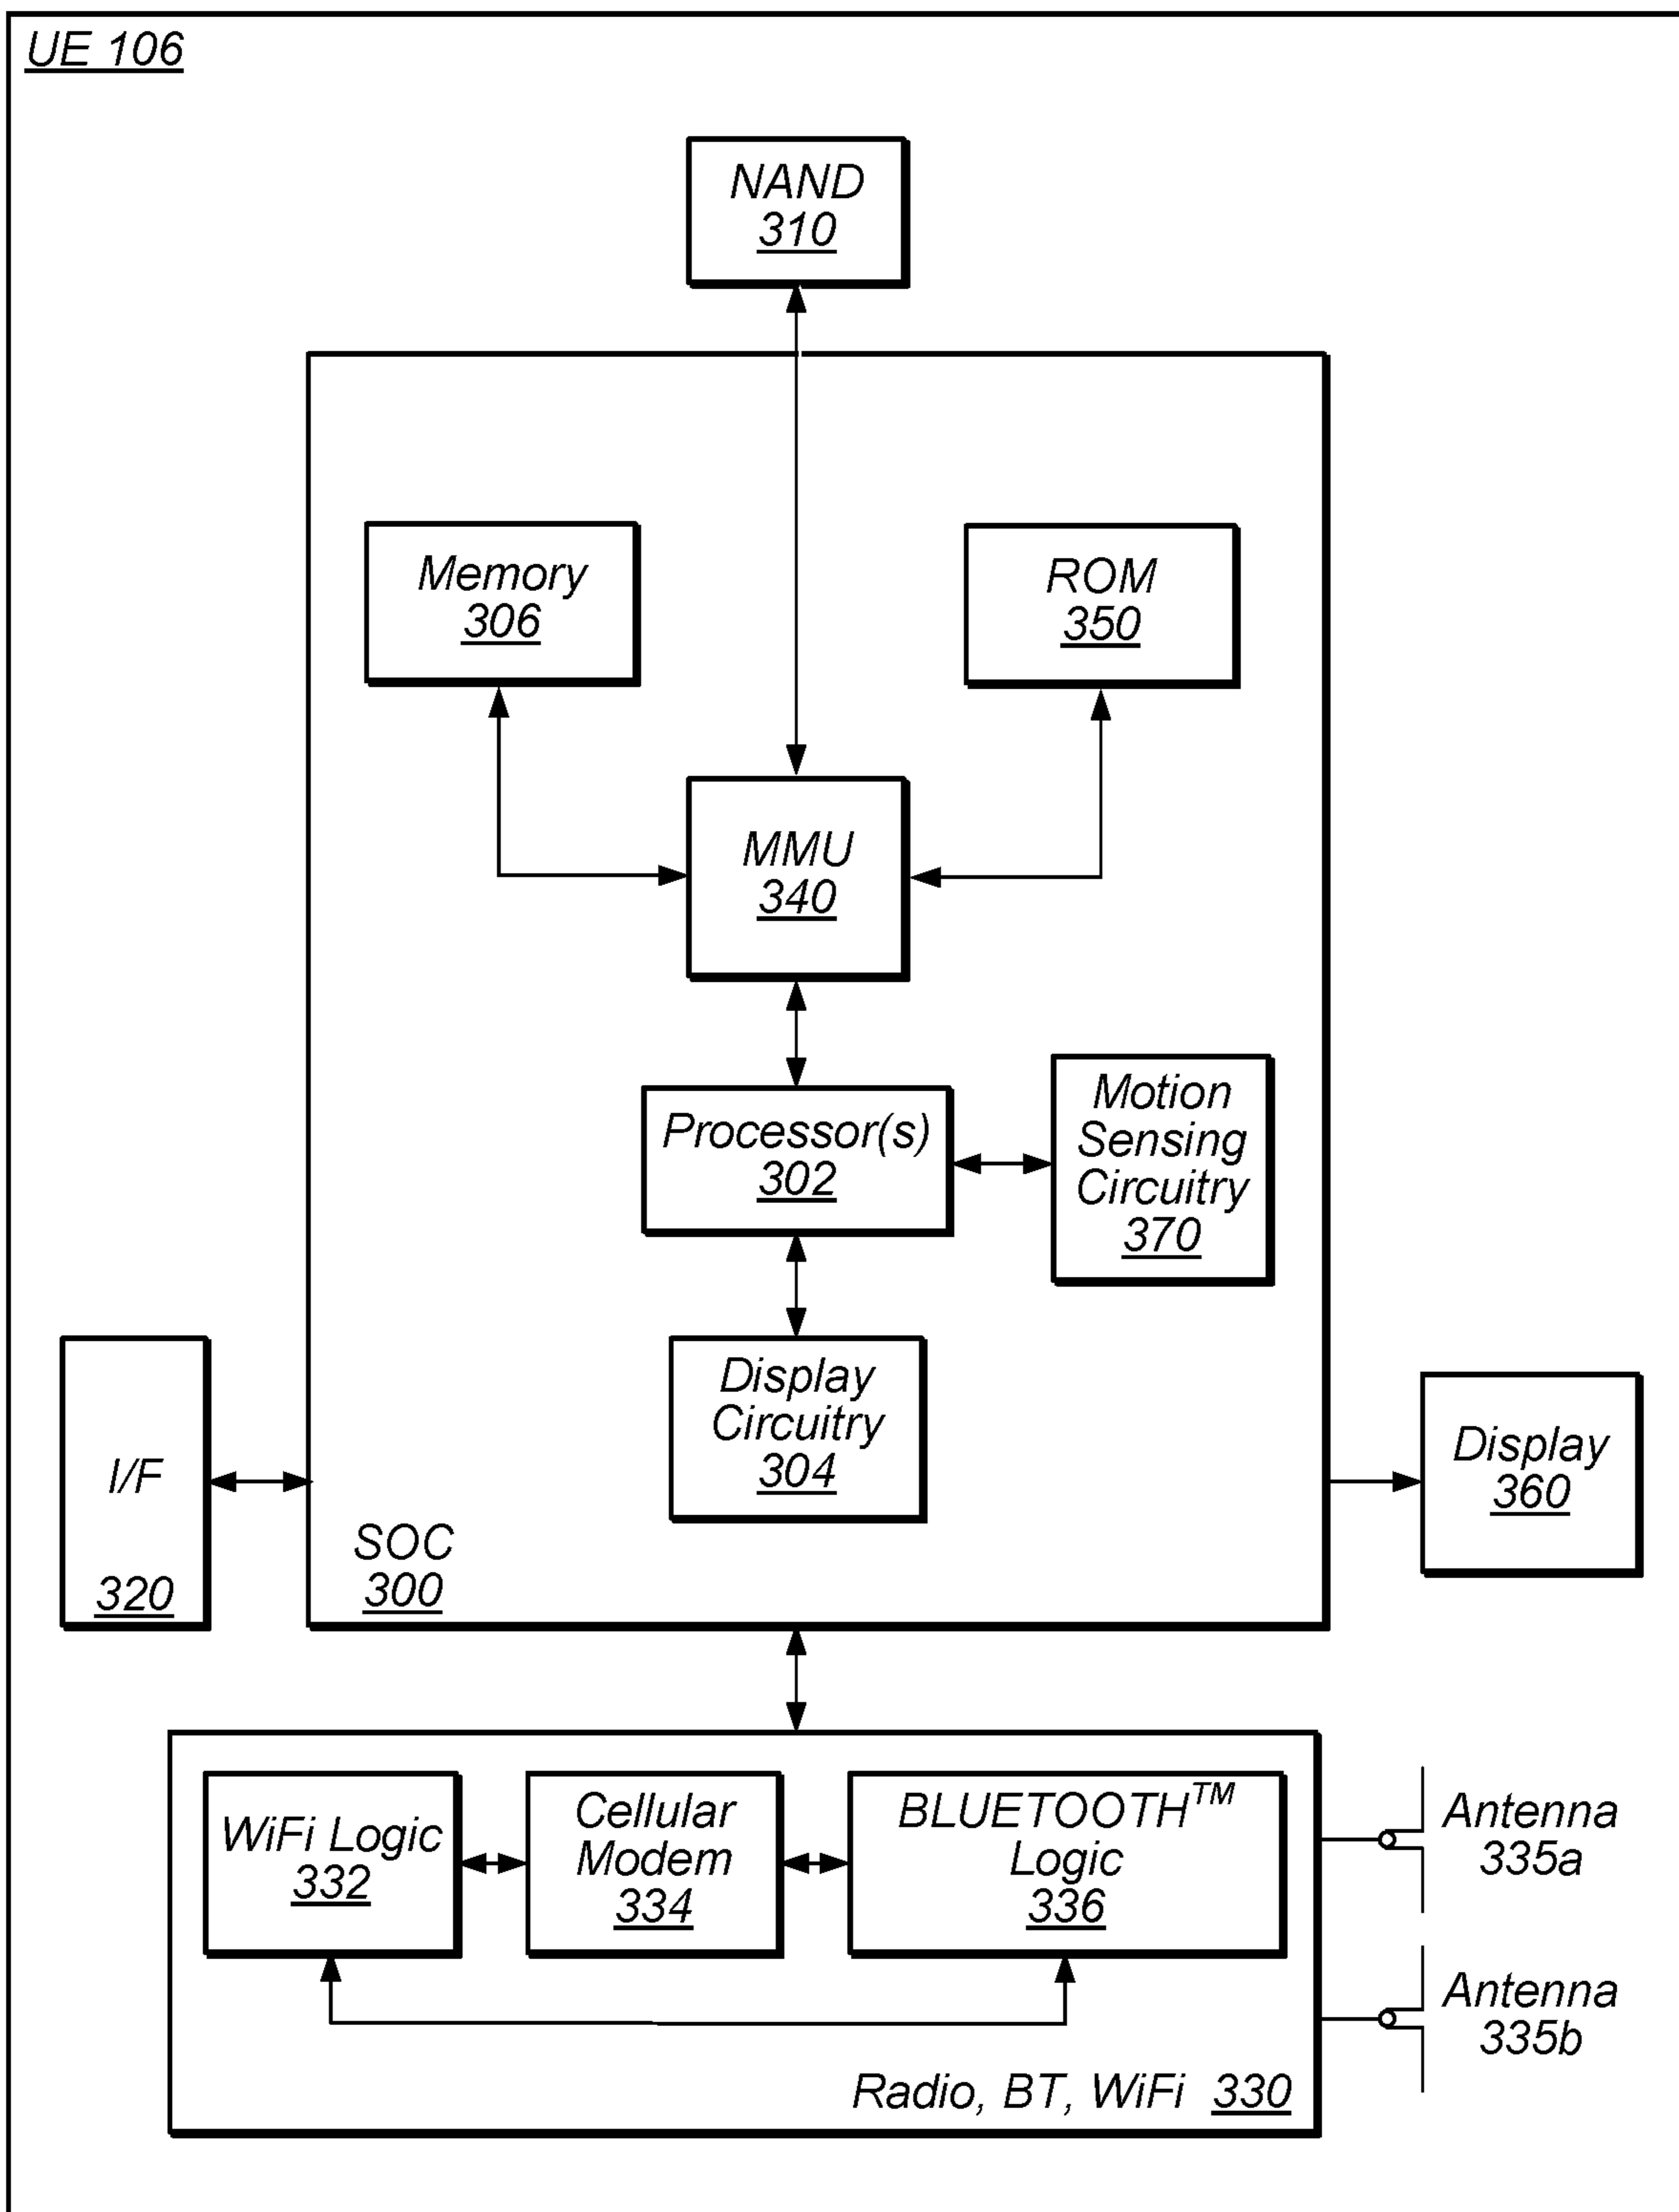 UE 106
NAND
310
Memory
306
ROM
350
MMU
340
Processor(s)
302
Motion
Sensing
Circuitry
370
Display
Circuitry
304
I/F
320
SOC
300
Display
360
WiFi Logic
332
Cellular
Modem
334
BLUETOOTH™
Logic
336
Antenna
335a
Antenna
335b
Radio, BT, WiFi 330